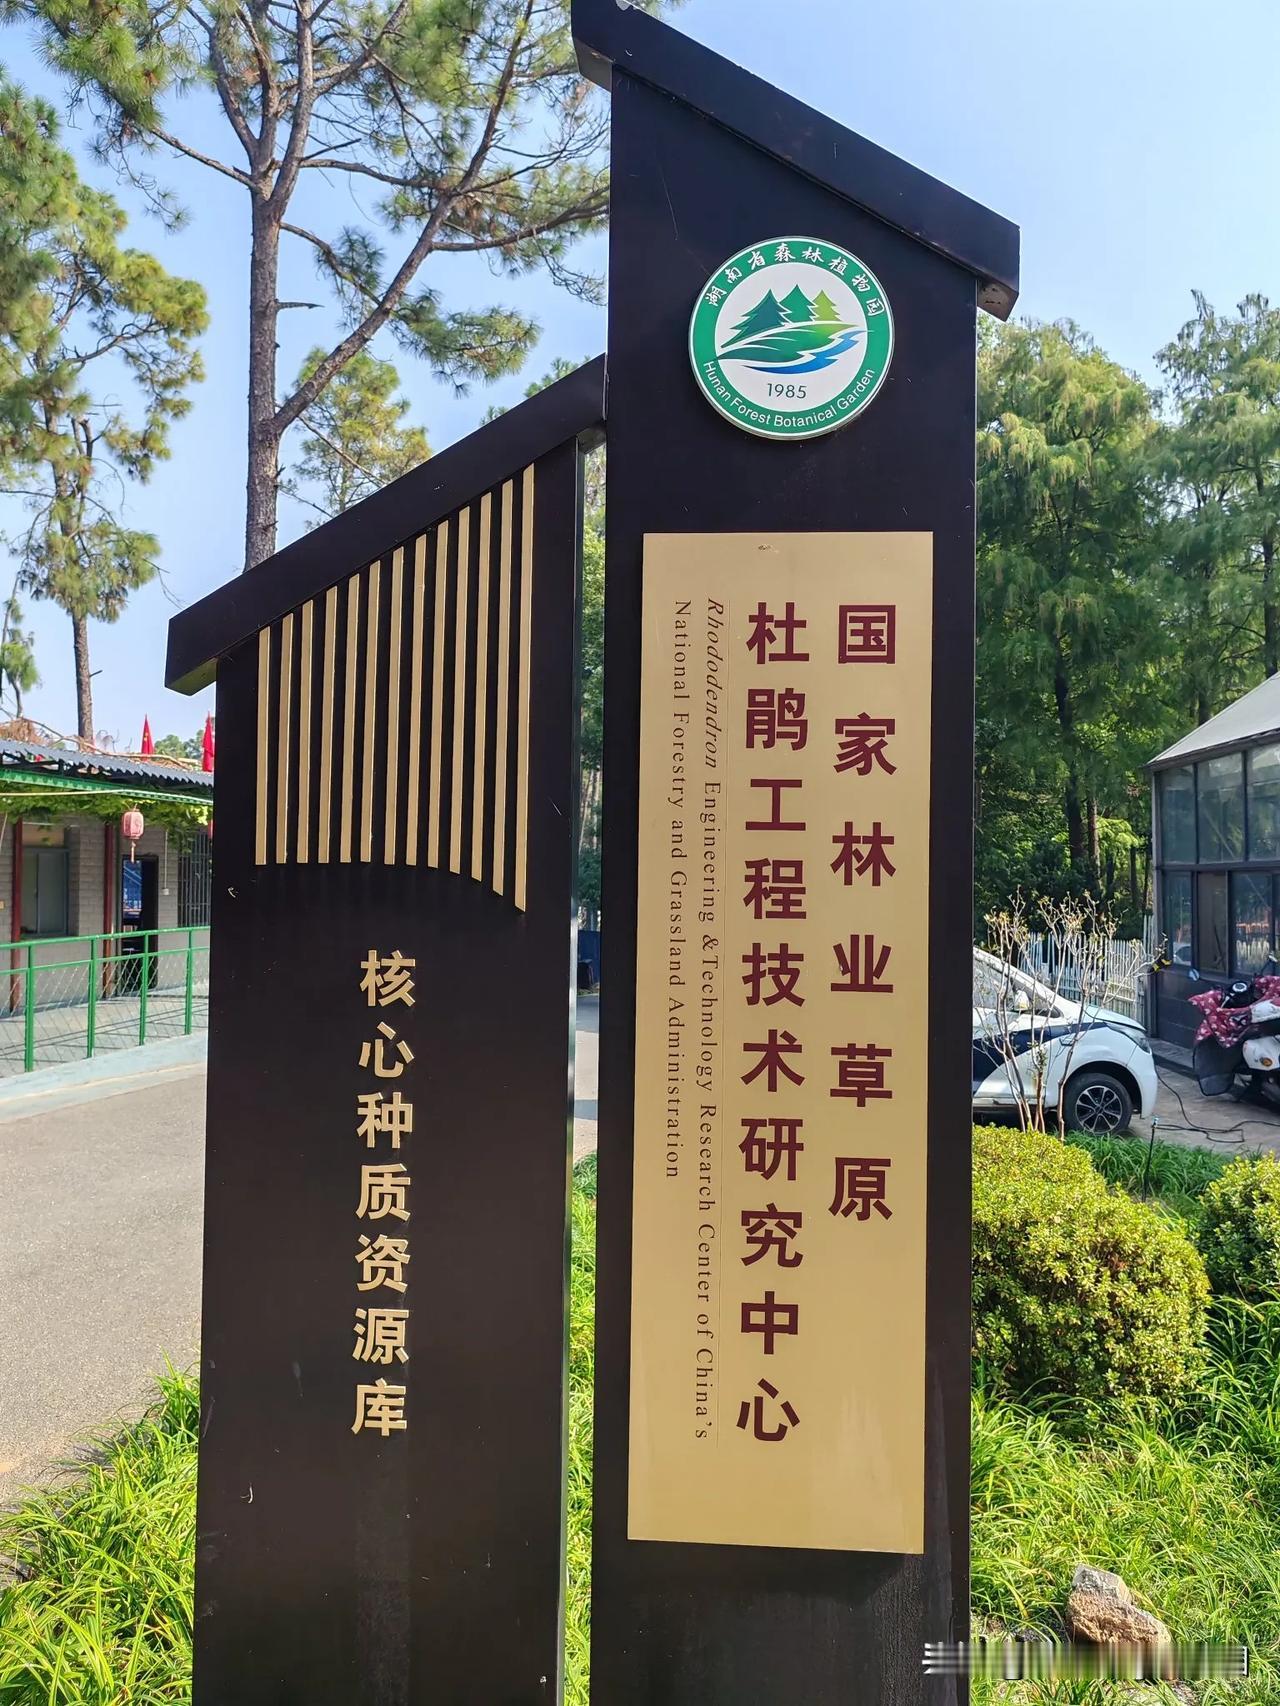 湖南省森林植物园
1985
Hunan Forest Botanical Garden
国家林业草原
杜鹃工程技术研究中心
Rhododendron Engineering &Technology Research Center of China's
National Forestry and Grassland Administration
核心种质资源库